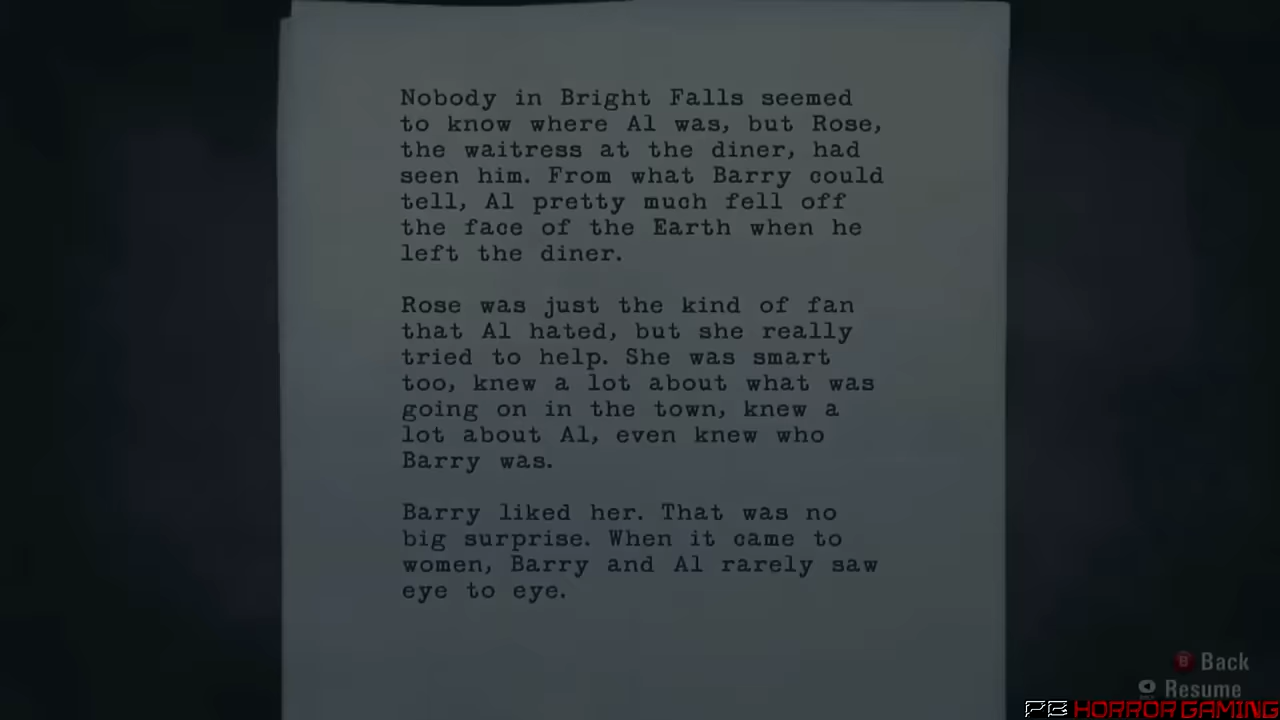 Nobody in Bright Falls seemed
to know where Al was, but Rose,
the waitress at the diner, had
seen him. From what Barry could
tell, Al pretty much fell off
the face of the Earth when he
left the diner.
Rose was just the kind of fan
that Al hated, but she really
tried to help. She was smart
too, knew a lot about what was
going on in the town, knew a
lot about Al, even knew who
Barry was.
Barry liked her. That was no
big surprise. When it came to
women, Barry and Al rarely saw
eye to eye.
B Back
BACK Resume
PB HORROR GAMING